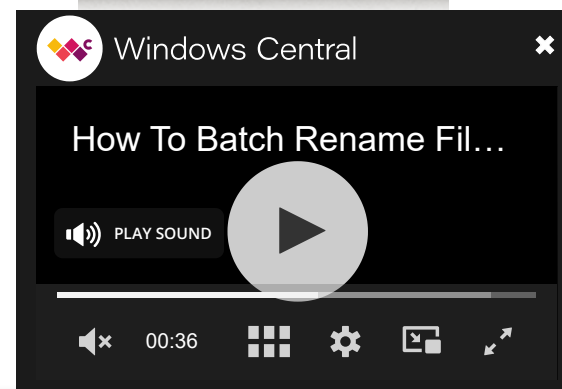 Windows Central
How To Batch Rename Fil…
PLAY SOUND
00:36